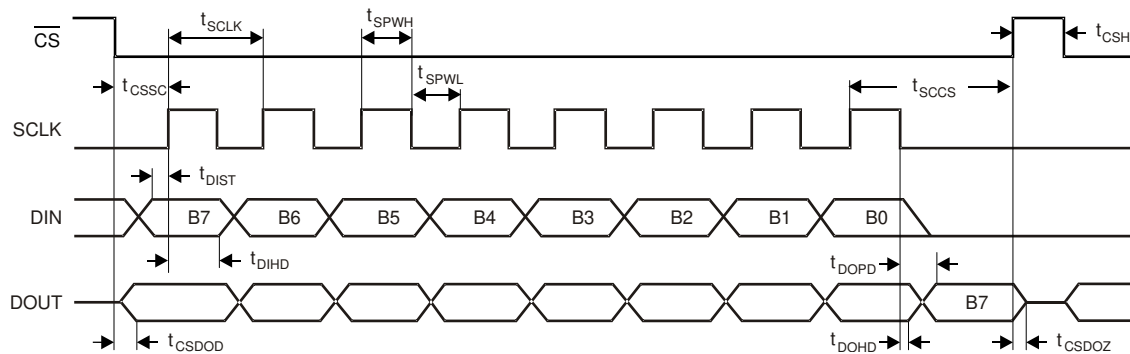 CS
tSCLK
tSPWH
tCSH
tCSSC
tSPWL
tSCCS
SCLK
tDIST
DIN B7 B6 B5 B4 B3 B2 B1 B0
tDIHD
tDOPD
DOUT B7
tCSDOD
tDOHD
tCSDOZ